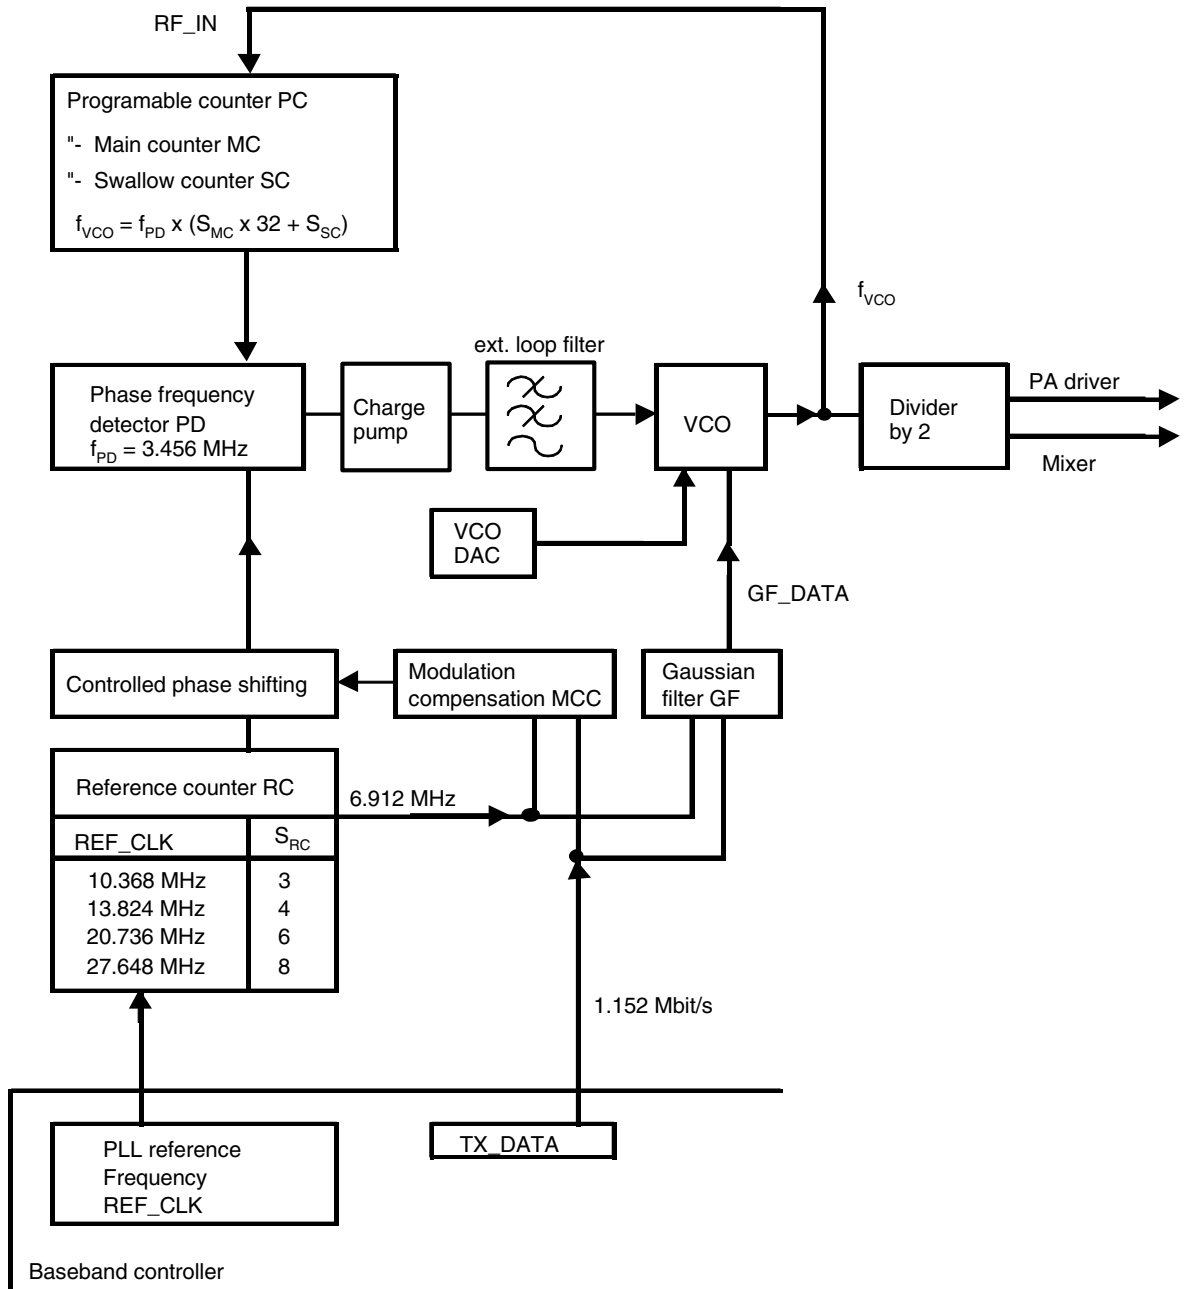 RF_IN
Programable counter PC
"- Main counter MC
"- Swallow counter SC
fVCO = fPD x (SMC x 32 + SSC)
fVCO
ext. loop filter
Phase frequency
detector PD
fPD = 3.456 MHz
Charge
pump
VCO
Divider
by 2
PA driver
Mixer
VCO
DAC
GF_DATA
Controlled phase shifting
Modulation
compensation MCC
Gaussian
filter GF
Reference counter RC
6.912 MHz
REF_CLK SRC
10.368 MHz 3
13.824 MHz 4
20.736 MHz 6
27.648 MHz 8
1.152 Mbit/s
PLL reference
Frequency
REF_CLK
TX_DATA
Baseband controller